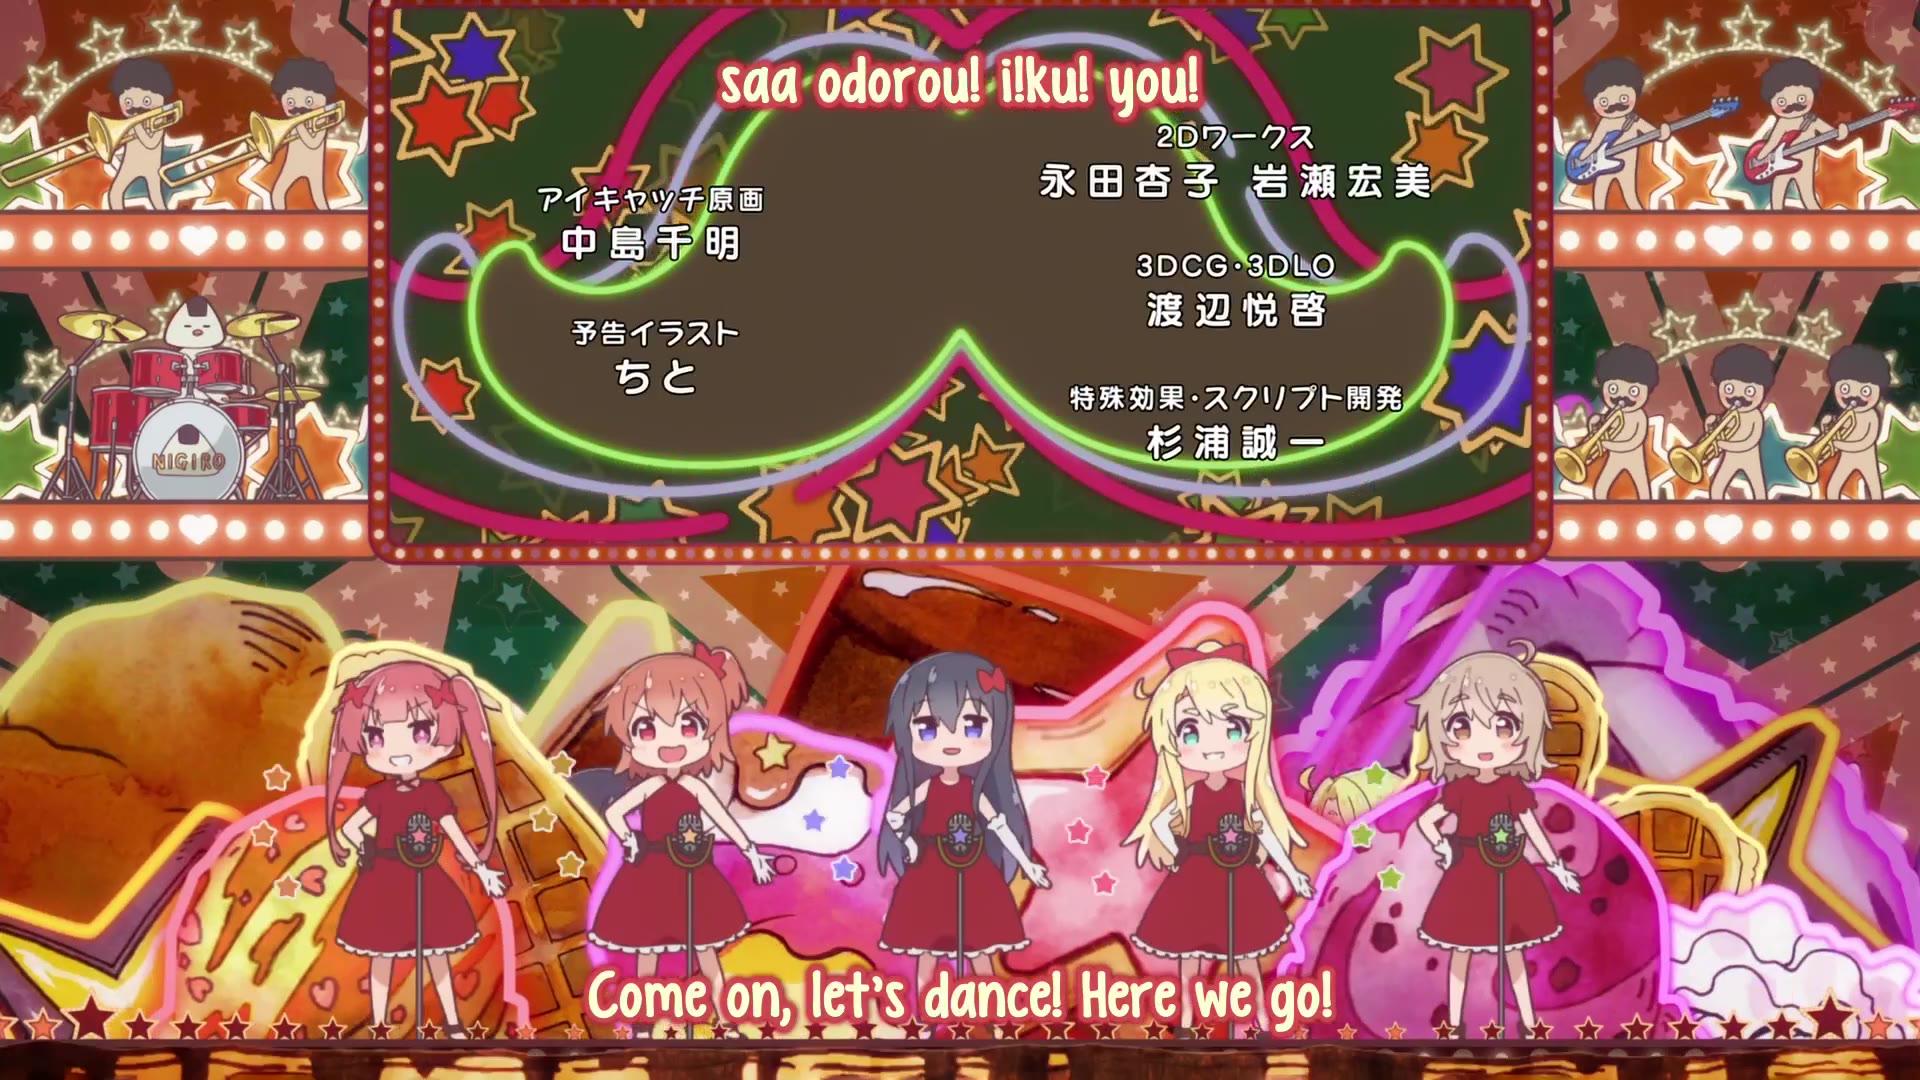 saa odorou! i!ku! you!
アイキャッチ原画
中島千明
予告イラスト
ちと
2Dワークス
永田杏子 岩瀬宏美
3DCG・3DLO
渡辺悦啓
特殊効果・スクリプト開発
杉浦誠一
NIGIRO
Come on, let's dance! Here we go!